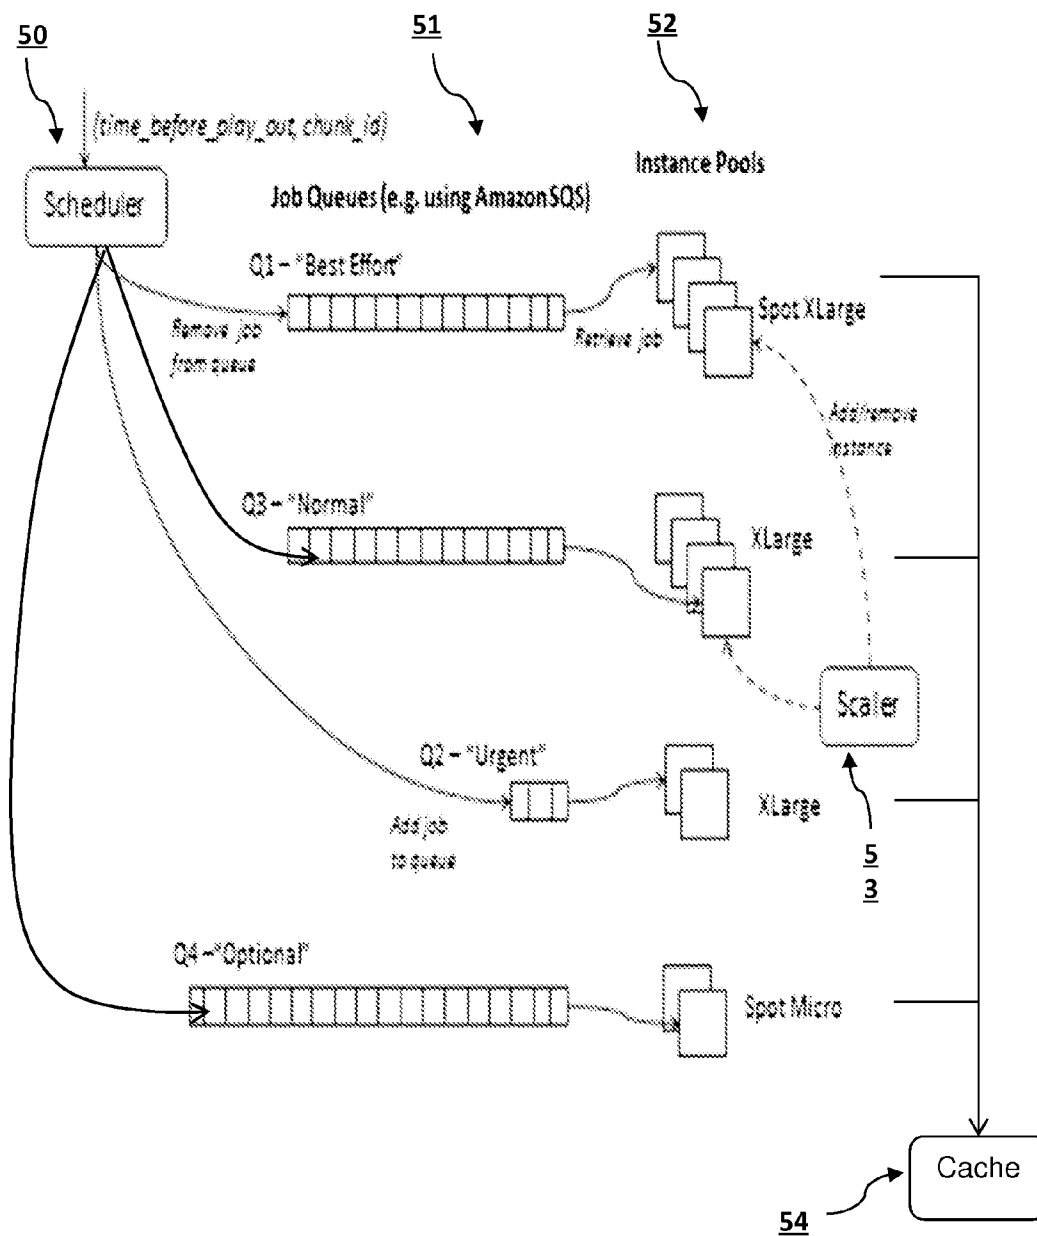 50
51
52
(time_before_play_out, chunk_id)
Instance Pools
Scheduler
Job Queues (e.g. using Amazon SQS)
Q1 – "Best Effort"
Spot XLarge
Remove job
from queue
Retrieve job
Add/remove
instance
Q3 – "Normal"
XLarge
Scaler
Q2 – "Urgent"
XLarge
Add job
to queue
5
3
Q4 –"Optional"
Spot Micro
Cache
54